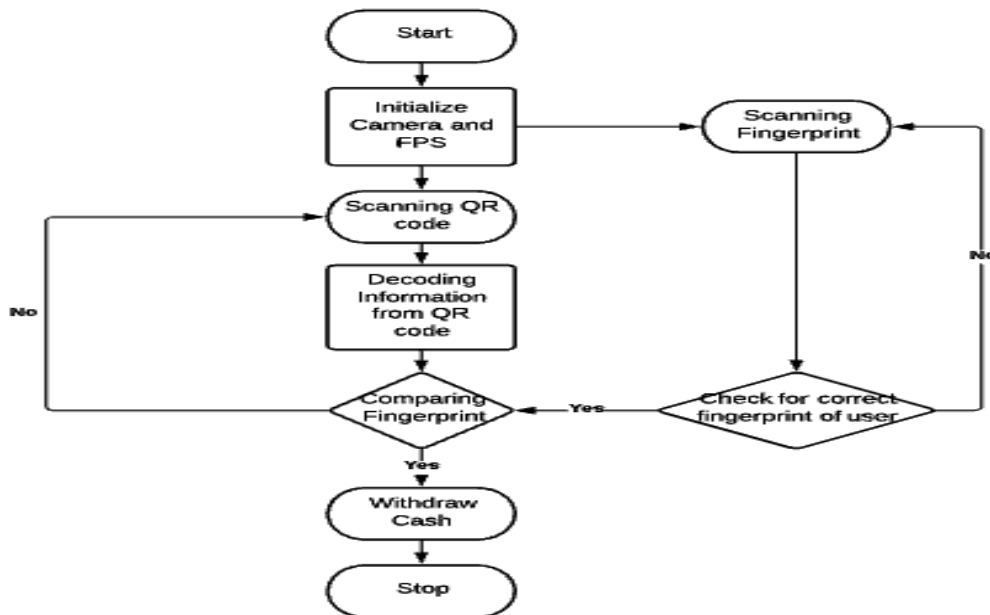 Start
Initialize
Camera and
FPS
Scanning
Fingerprint
Scanning QR
code
No
Decoding
Information
from QR
code
No
Comparing
Fingerprint
Yes
Check for correct
fingerprint of user
Yes
Withdraw
Cash
Stop